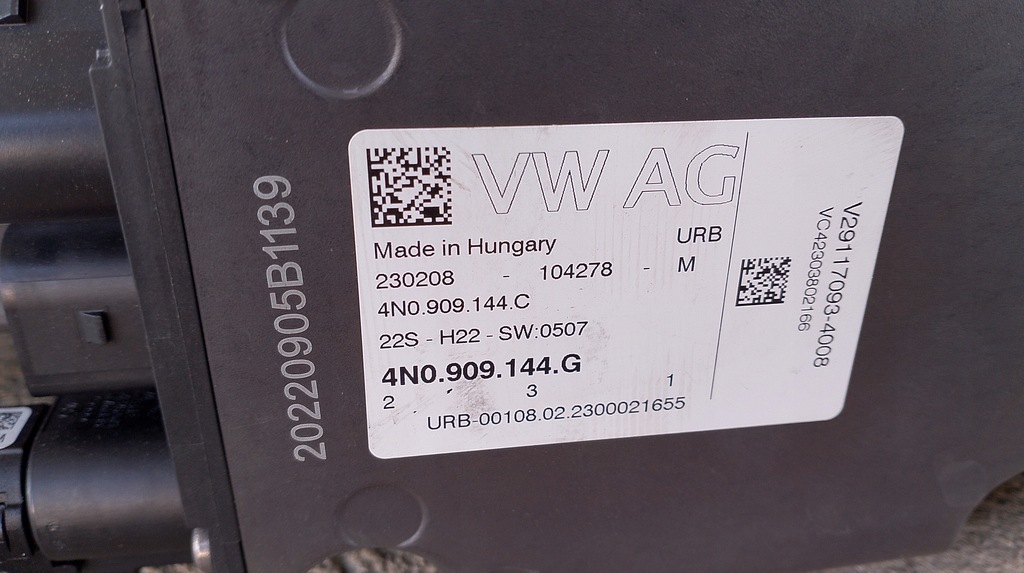 20220905B1139
VW AG
Made in Hungary URB
230208 - 104278 - M
4N0.909.144.C
22S - H22 - SW:0507
4N0.909.144.G
2 3 1
URB-00108.02.2300021655
V29117093-4008
VC42303802166